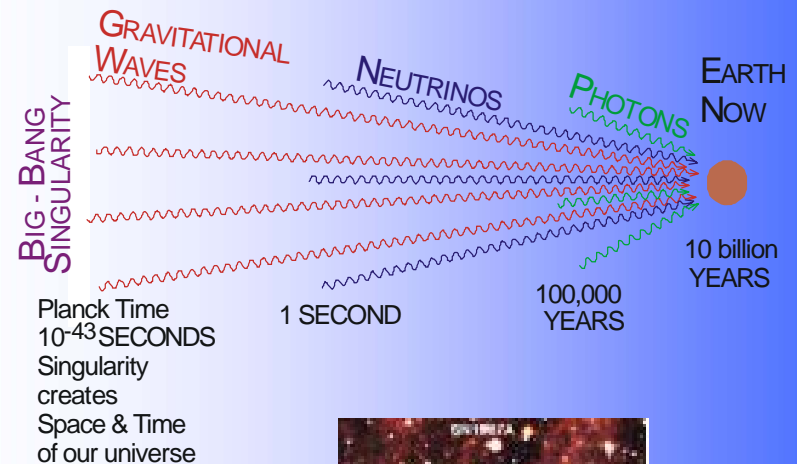 GRAVITATIONAL
WAVES
NEUTRINOS
PHOTONS
EARTH
NOW
BIG - BANG
SINGULARITY
10 billion
YEARS
100,000
YEARS
1 SECOND
Planck Time
10-43 SECONDS
Singularity
creates
Space & Time
of our universe